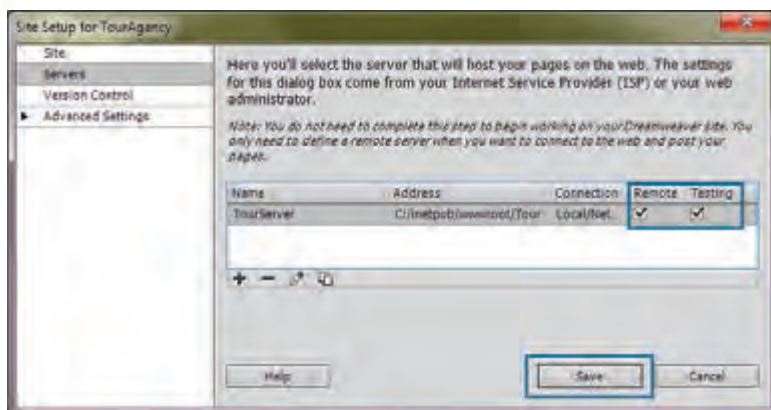 Site Setup for TourAgency
Site
Servers
Version Control
Advanced Settings
Here you'll select the server that will host your pages on the web. The settings
for this dialog box come from your Internet Service Provider (ISP) or your web
administrator.
Note: You do not need to complete this step to begin working on your Dreamweaver site. You
only need to define a remote server when you want to connect to the web and post your
pages.
Name Address Connection Remote Testing
TourServer C:/inetpub/wwwroot/Tour Local/Net
Help Save Cancel